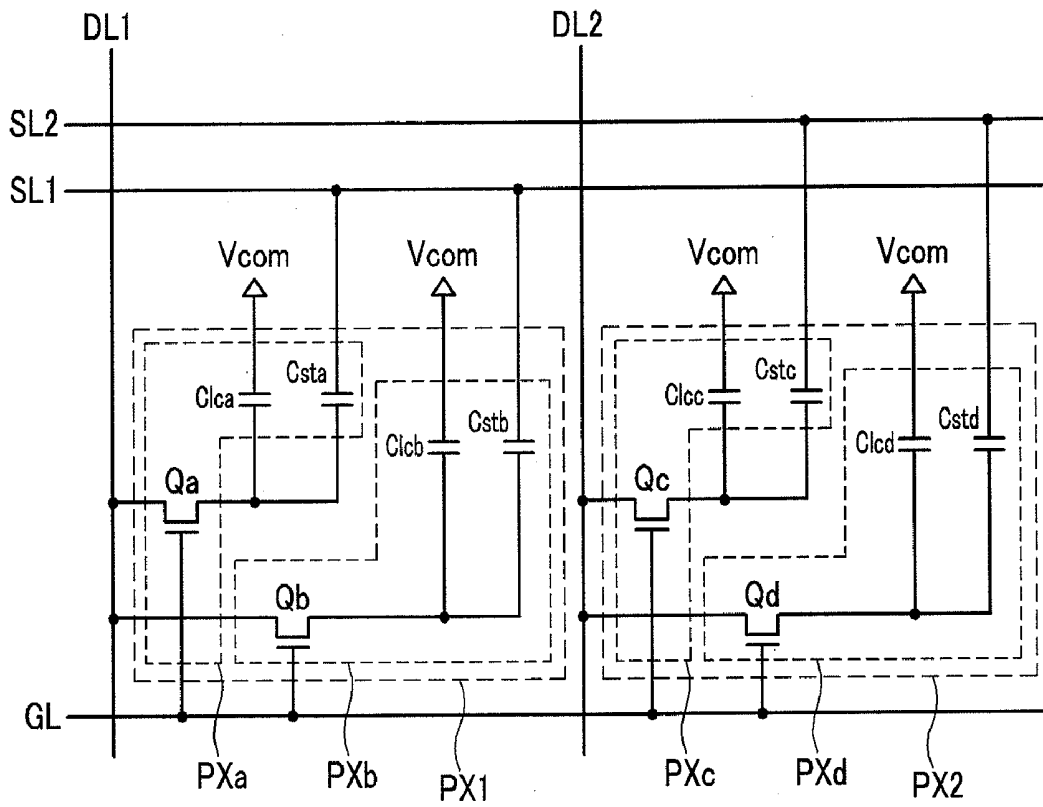 DL1
DL2
SL2
SL1
Vcom
Vcom
Vcom
Vcom
Clca
Csta
Clcb
Cstb
Clcc
Cstc
Clcd
Cstd
Qa
Qc
Qb
Qd
GL
PXa
PXb
PX1
PXc
PXd
PX2